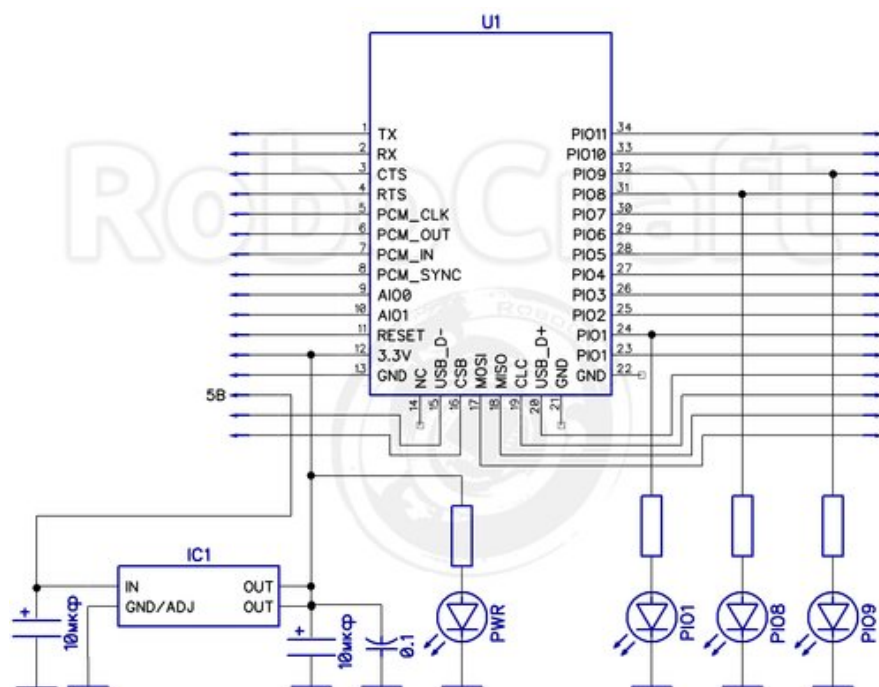 U1
1 TX
2 RX
3 CTS
4 RTS
5 PCM_CLK
6 PCM_OUT
7 PCM_IN
8 PCM_SYNC
9 AIO0
10 AIO1
11 RESET
12 3.3V
13 GND
14 NC
15 USB_D-
16 CSB
17 MOSI
18 MISO
19 CLC
20 USB_D+
21 GND
PIO11 34
PIO10 33
PIO9 32
PIO8 31
PIO7 30
PIO6 29
PIO5 28
PIO4 27
PIO3 26
PIO2 25
PIO1 24
PIO1 23
GND 22
RoboCraft
5В
IC1
IN
GND/ADJ
OUT
OUT
+
10мкф
+
10мкф
0.1
PWR
PIO1
PIO8
PIO9